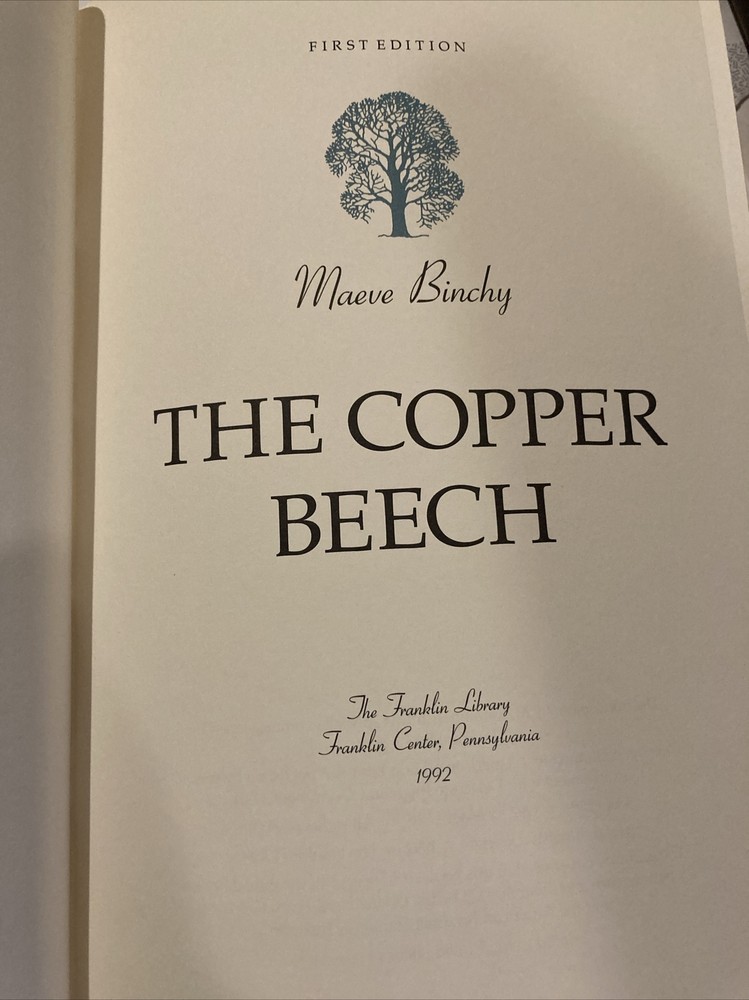 FIRST EDITION
Maeve Binchy
THE COPPER
BEECH
The Franklin Library
Franklin Center, Pennsylvania
1992